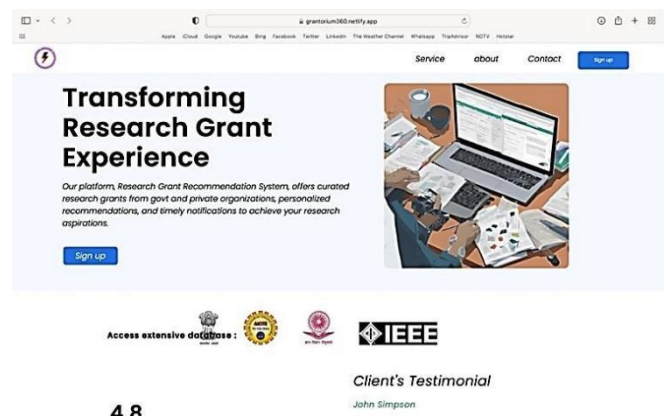 grantorium360.netlify.app
Apple iCloud Google Youtube Bing Facebook Twitter LinkedIn The Weather Channel Whatsapp TripAdvisor NDTV Hotstar
Service about Contact Sign up
Transforming
Research Grant
Experience
Our platform, Research Grant Recommendation System, offers curated
research grants from govt and private organizations, personalized
recommendations, and timely notifications to achieve your research
aspirations.
Sign up
Access extensive database :
AICTE
IEEE
Client's Testimonial
4.8
John Simpson